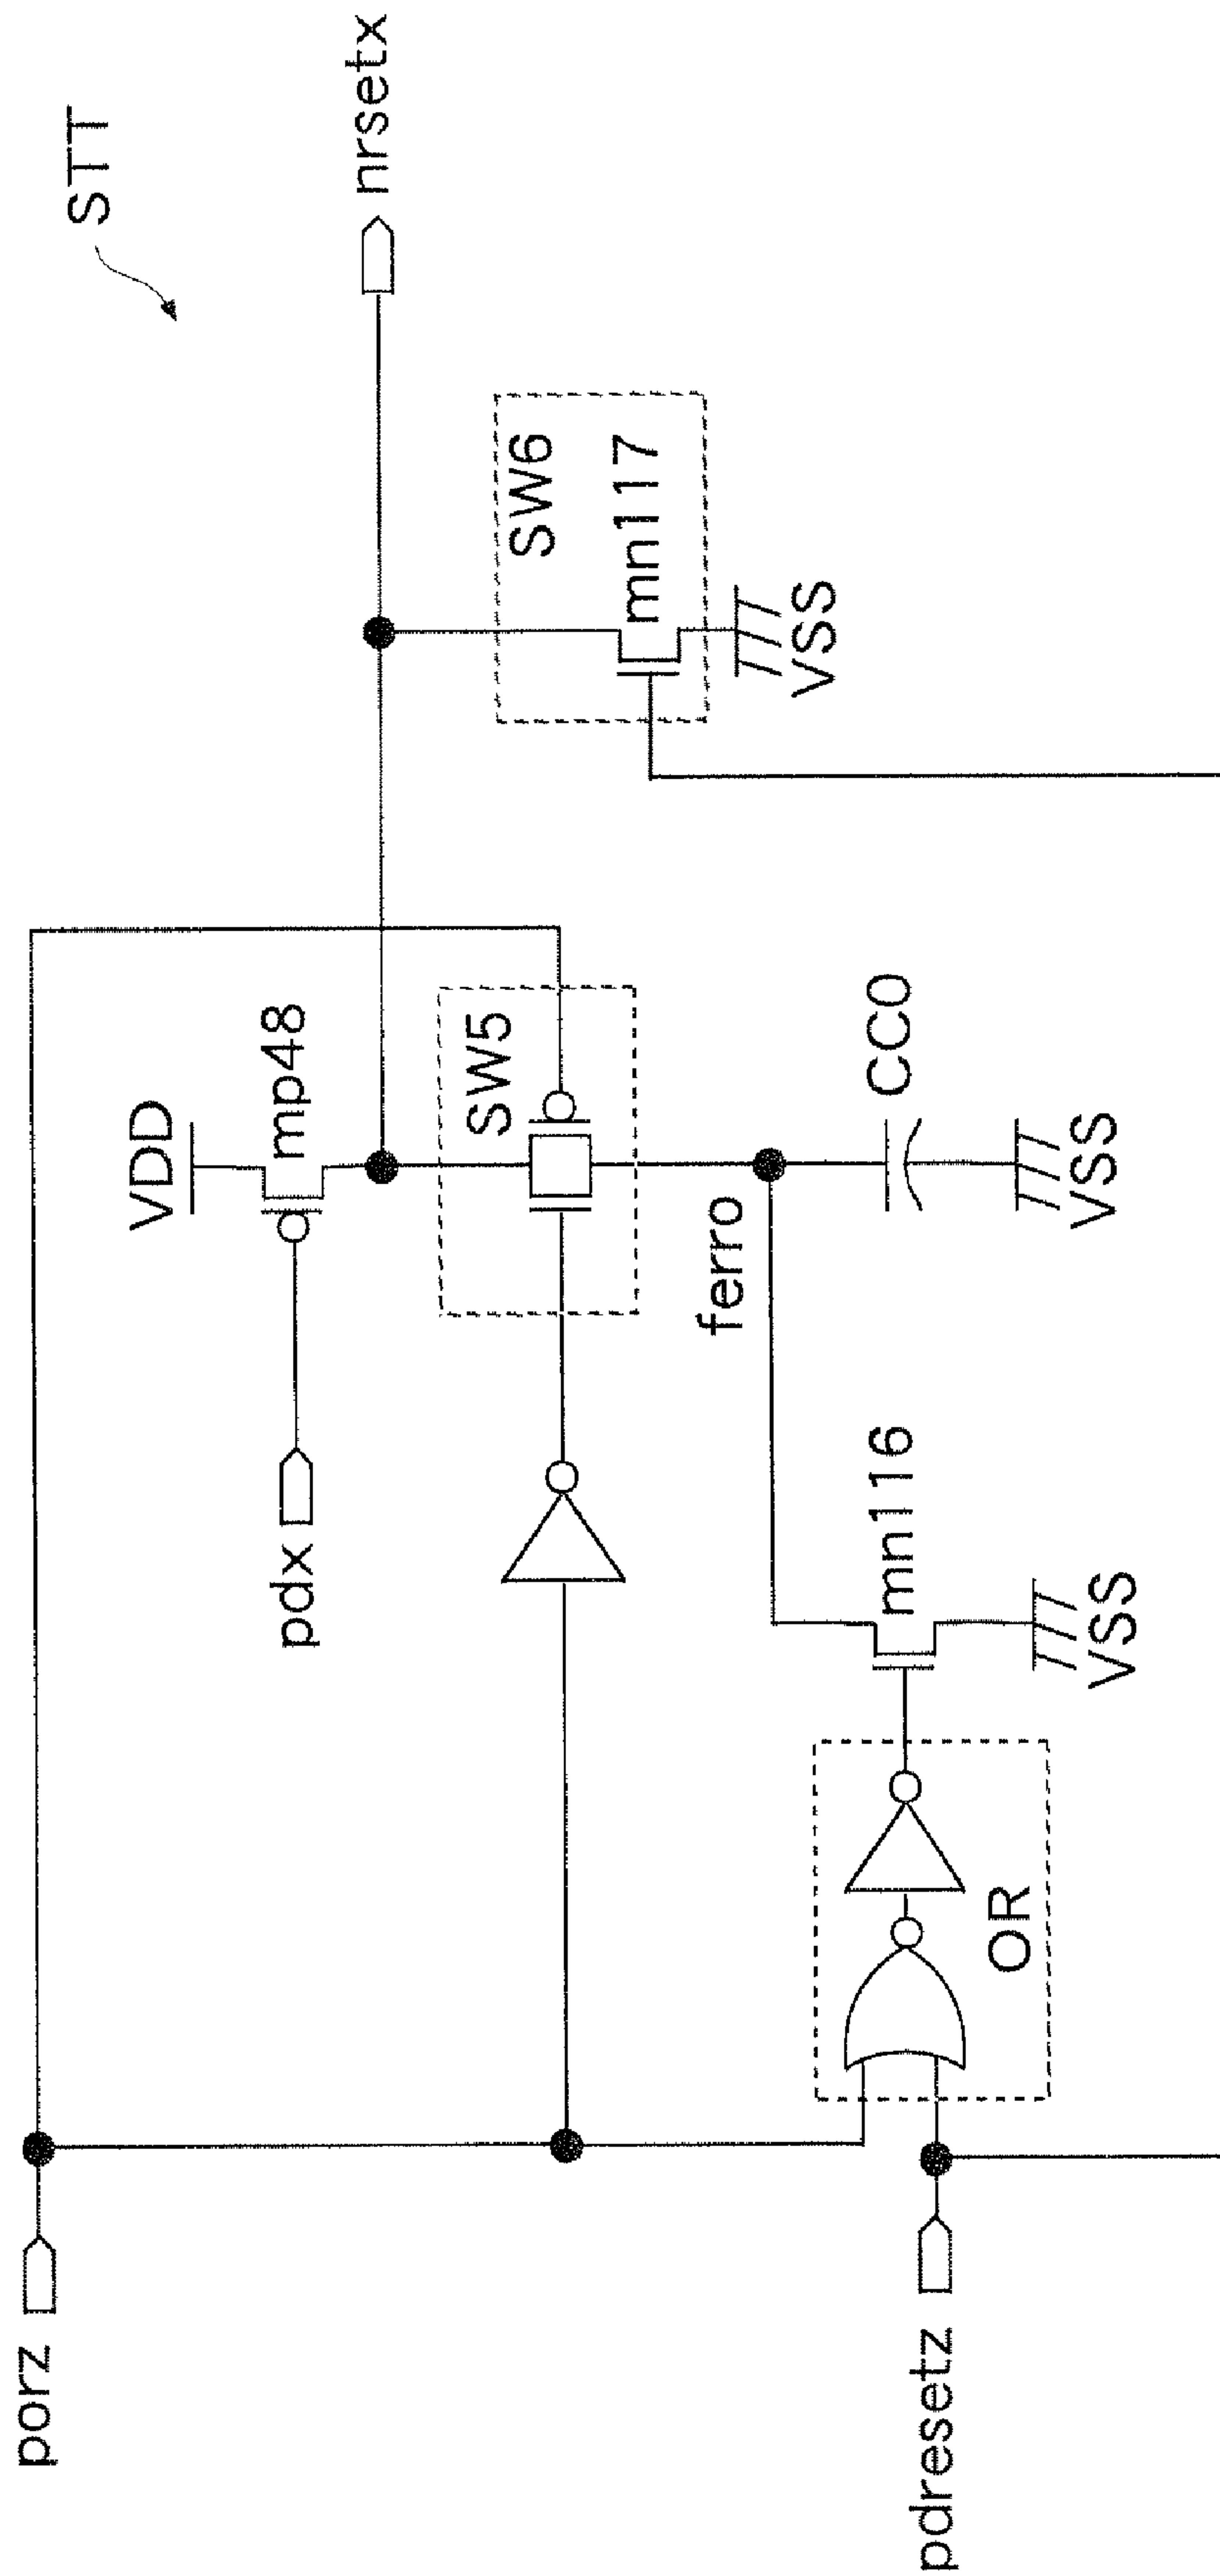 STT
porz
nrsetx
VDD
mp48
pdx
SW5
SW6
mn117
VSS
ferro
CC0
VSS
mn116
VSS
OR
pdresetz